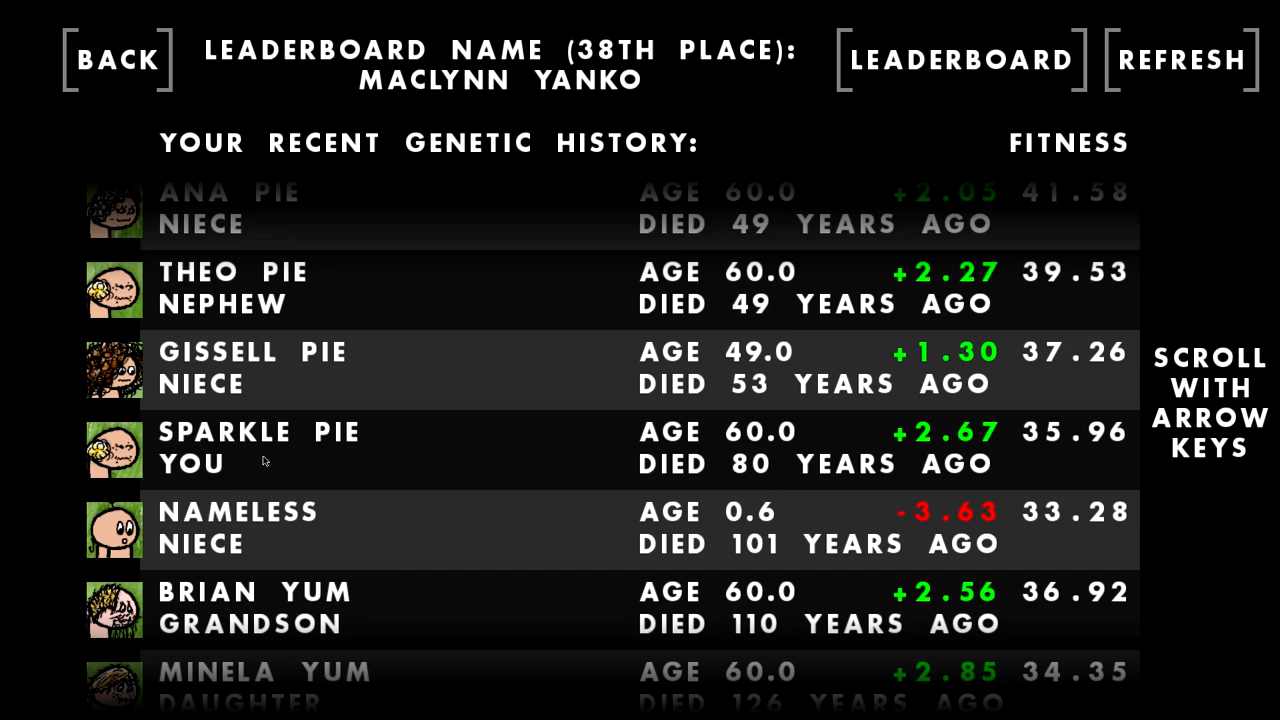 BACK
LEADERBOARD NAME (38TH PLACE):
MACLYNN YANKO
LEADERBOARD
REFRESH
YOUR RECENT GENETIC HISTORY: FITNESS
ANA PIE AGE 60.0 +2.05 41.58
NIECE DIED 49 YEARS AGO
THEO PIE AGE 60.0 +2.27 39.53
NEPHEW DIED 49 YEARS AGO
GISSELL PIE AGE 49.0 +1.30 37.26
NIECE DIED 53 YEARS AGO
SPARKLE PIE AGE 60.0 +2.67 35.96
YOU DIED 80 YEARS AGO
NAMELESS AGE 0.6 -3.63 33.28
NIECE DIED 101 YEARS AGO
BRIAN YUM AGE 60.0 +2.56 36.92
GRANDSON DIED 110 YEARS AGO
MINELA YUM AGE 60.0 +2.85 34.35
DAUGHTER DIED 126 YEARS AGO
SCROLL
WITH
ARROW
KEYS